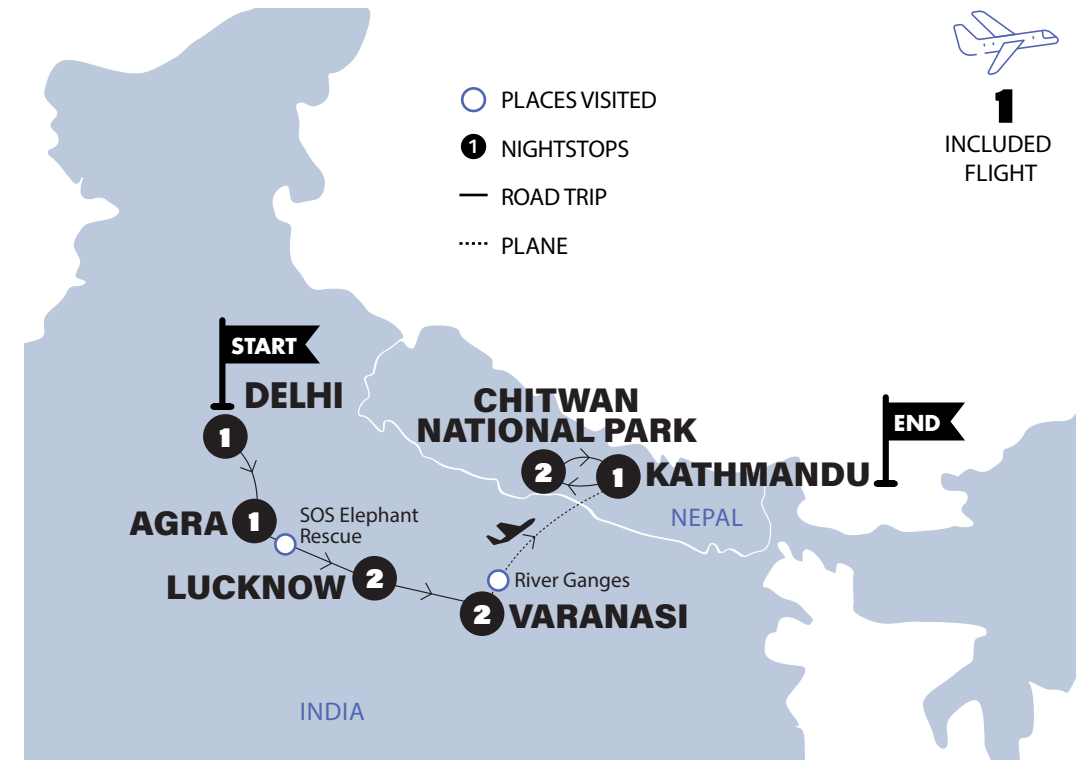 PLACES VISITED
1
NIGHTSTOPS
ROAD TRIP
PLANE
1
INCLUDED
FLIGHT
START
DELHI
1
CHITWAN
NATIONAL PARK
END
2
1
KATHMANDU
AGRA
1
SOS Elephant
Rescue
NEPAL
LUCKNOW
2
River Ganges
2
VARANASI
INDIA